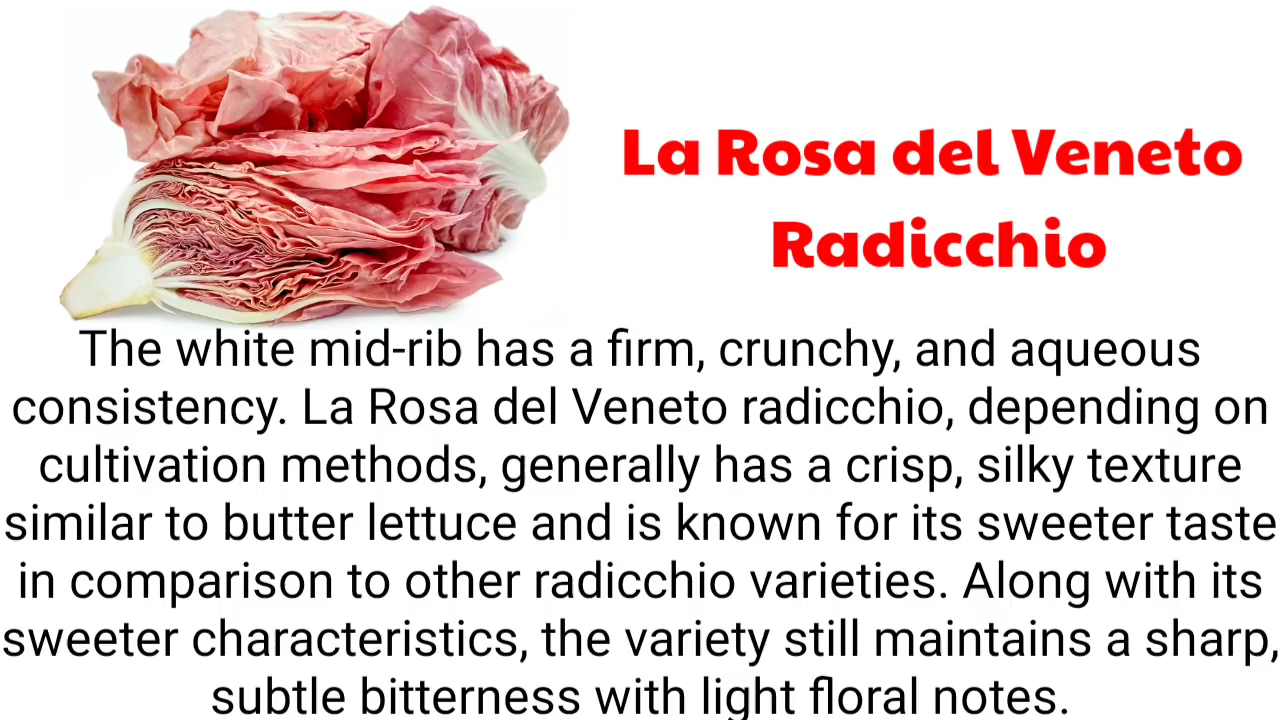 La Rosa del Veneto
Radicchio
The white mid-rib has a firm, crunchy, and aqueous
consistency. La Rosa del Veneto radicchio, depending on
cultivation methods, generally has a crisp, silky texture
similar to butter lettuce and is known for its sweeter taste
in comparison to other radicchio varieties. Along with its
sweeter characteristics, the variety still maintains a sharp,
subtle bitterness with light floral notes.